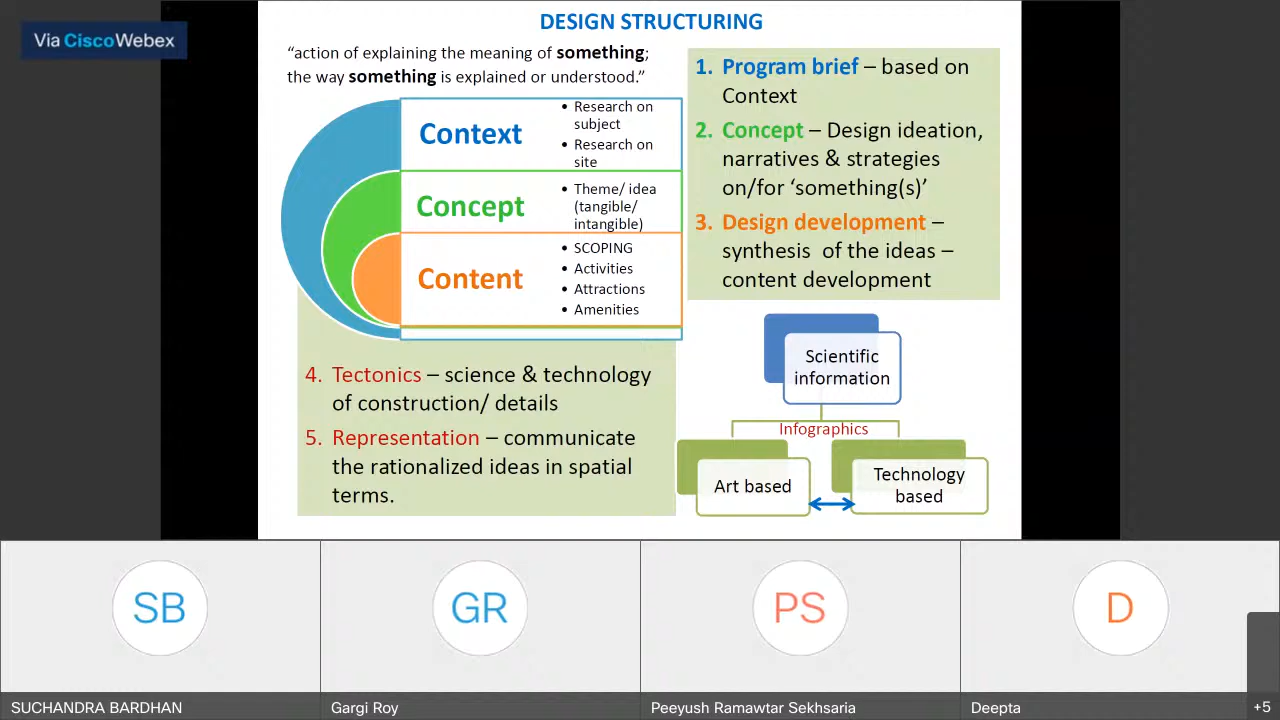 Via Cisco Webex
DESIGN STRUCTURING
“action of explaining the meaning of something;
the way something is explained or understood.”
Context
• Research on
subject
• Research on
site
Concept
• Theme/ idea
(tangible/
intangible)
Content
• SCOPING
• Activities
• Attractions
• Amenities
1. Program brief – based on
Context
2. Concept – Design ideation,
narratives & strategies
on/for ‘something(s)’
3. Design development –
synthesis of the ideas –
content development
4. Tectonics – science & technology
of construction/ details
5. Representation – communicate
the rationalized ideas in spatial
terms.
Scientific
information
Infographics
Art based
Technology
based
SB
GR
PS
D
SUCHANDRA BARDHAN
Gargi Roy
Peeyush Ramawtar Sekhsaria
Deepta
+5